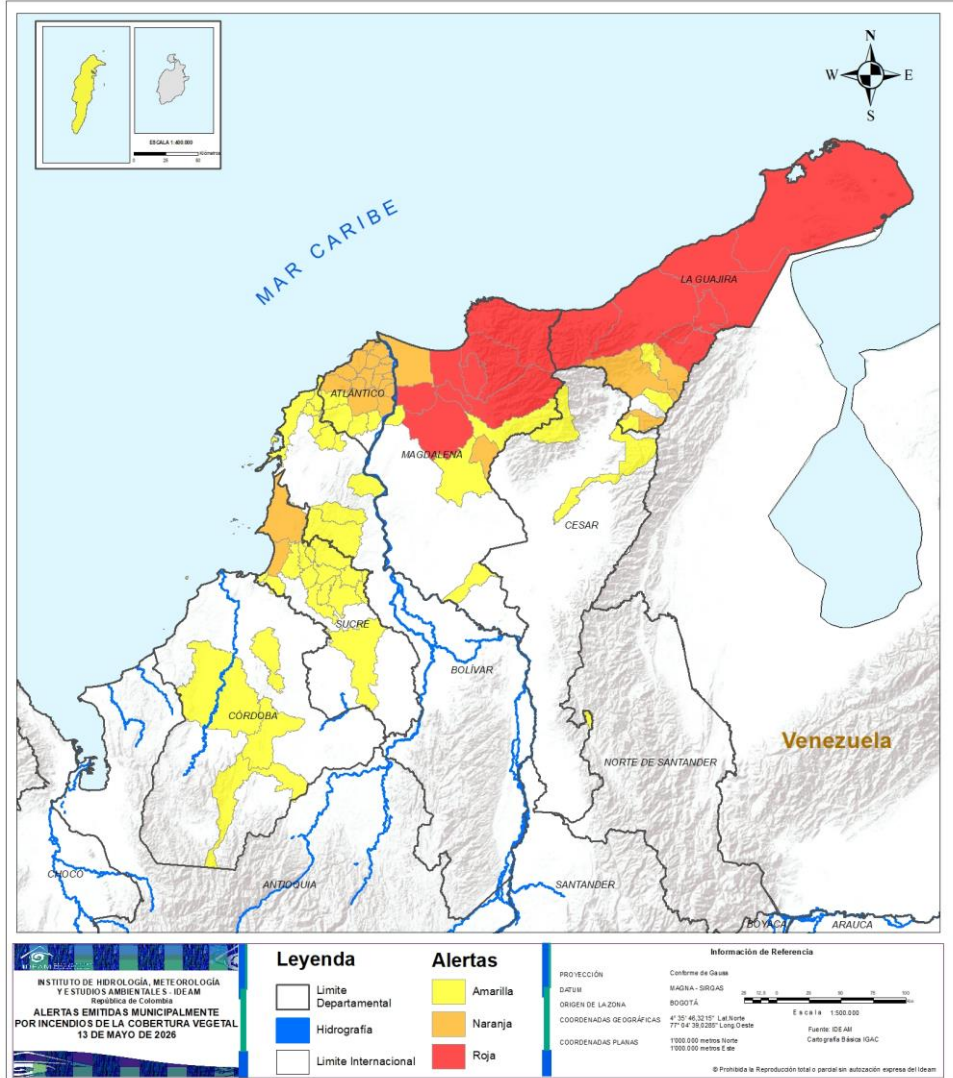 N
W
E
S
ESCALA 1:400.000
0
25
50
Kilómetros
MAR CARIBE
LA GUAJIRA
ATLÁNTICO
MAGDALENA
CESAR
SUCRE
BOLÍVAR
CÓRDOBA
Venezuela
NORTE DE SANTANDER
CHOCÓ
ANTIOQUIA
SANTANDER
BOYACÁ
ARAUCA
IDEAM
INSTITUTO DE HIDROLOGÍA, METEOROLOGÍA
Y ESTUDIOS AMBIENTALES - IDEAM
República de Colombia
ALERTAS EMITIDAS MUNICIPALMENTE
POR INCENDIOS DE LA COBERTURA VEGETAL
13 DE MAYO DE 2026
Leyenda
Limite
Departamental
Hidrografía
Limite Internacional
Alertas
Amarilla
Naranja
Roja
Información de Referencia
PROYECCIÓN
Conforme de Gauss
DATUM
MAGNA - SIRGAS
ORIGEN DE LA ZONA
BOGOTÁ
COORDENADAS GEOGRÁFICAS
4° 35' 46,3215" Lat.Norte
77° 04' 39,0285" Long.Oeste
COORDENADAS PLANAS
1'000.000 metros Norte
1'000.000 metros Este
Escala 1:500.000
Fuente: IDEAM
Cartografía Básica IGAC
© Prohibida la Reproducción total o parcial sin autozación expresa del Ideam